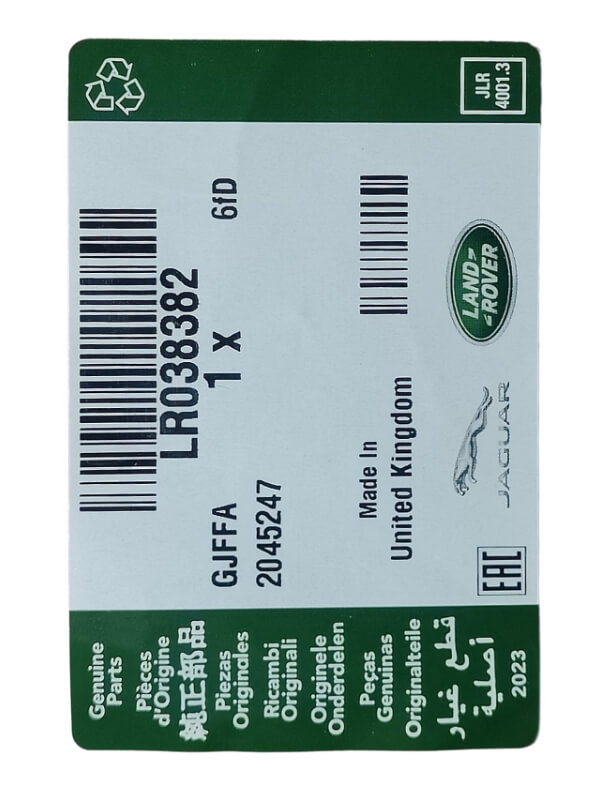 Genuine
Parts
Pièces
d'Origine
純正部品
Piezas
Originales
Ricambi
Originali
Originele
Onderdelen
Peças
Genuinas
Originalteile
قطع غيار
أصلية
2023
LR038382
1 x
GJFFA
6fD
2045247
Made In
United Kingdom
EAC
JAGUAR
LAND
ROVER
JLR
4001.3